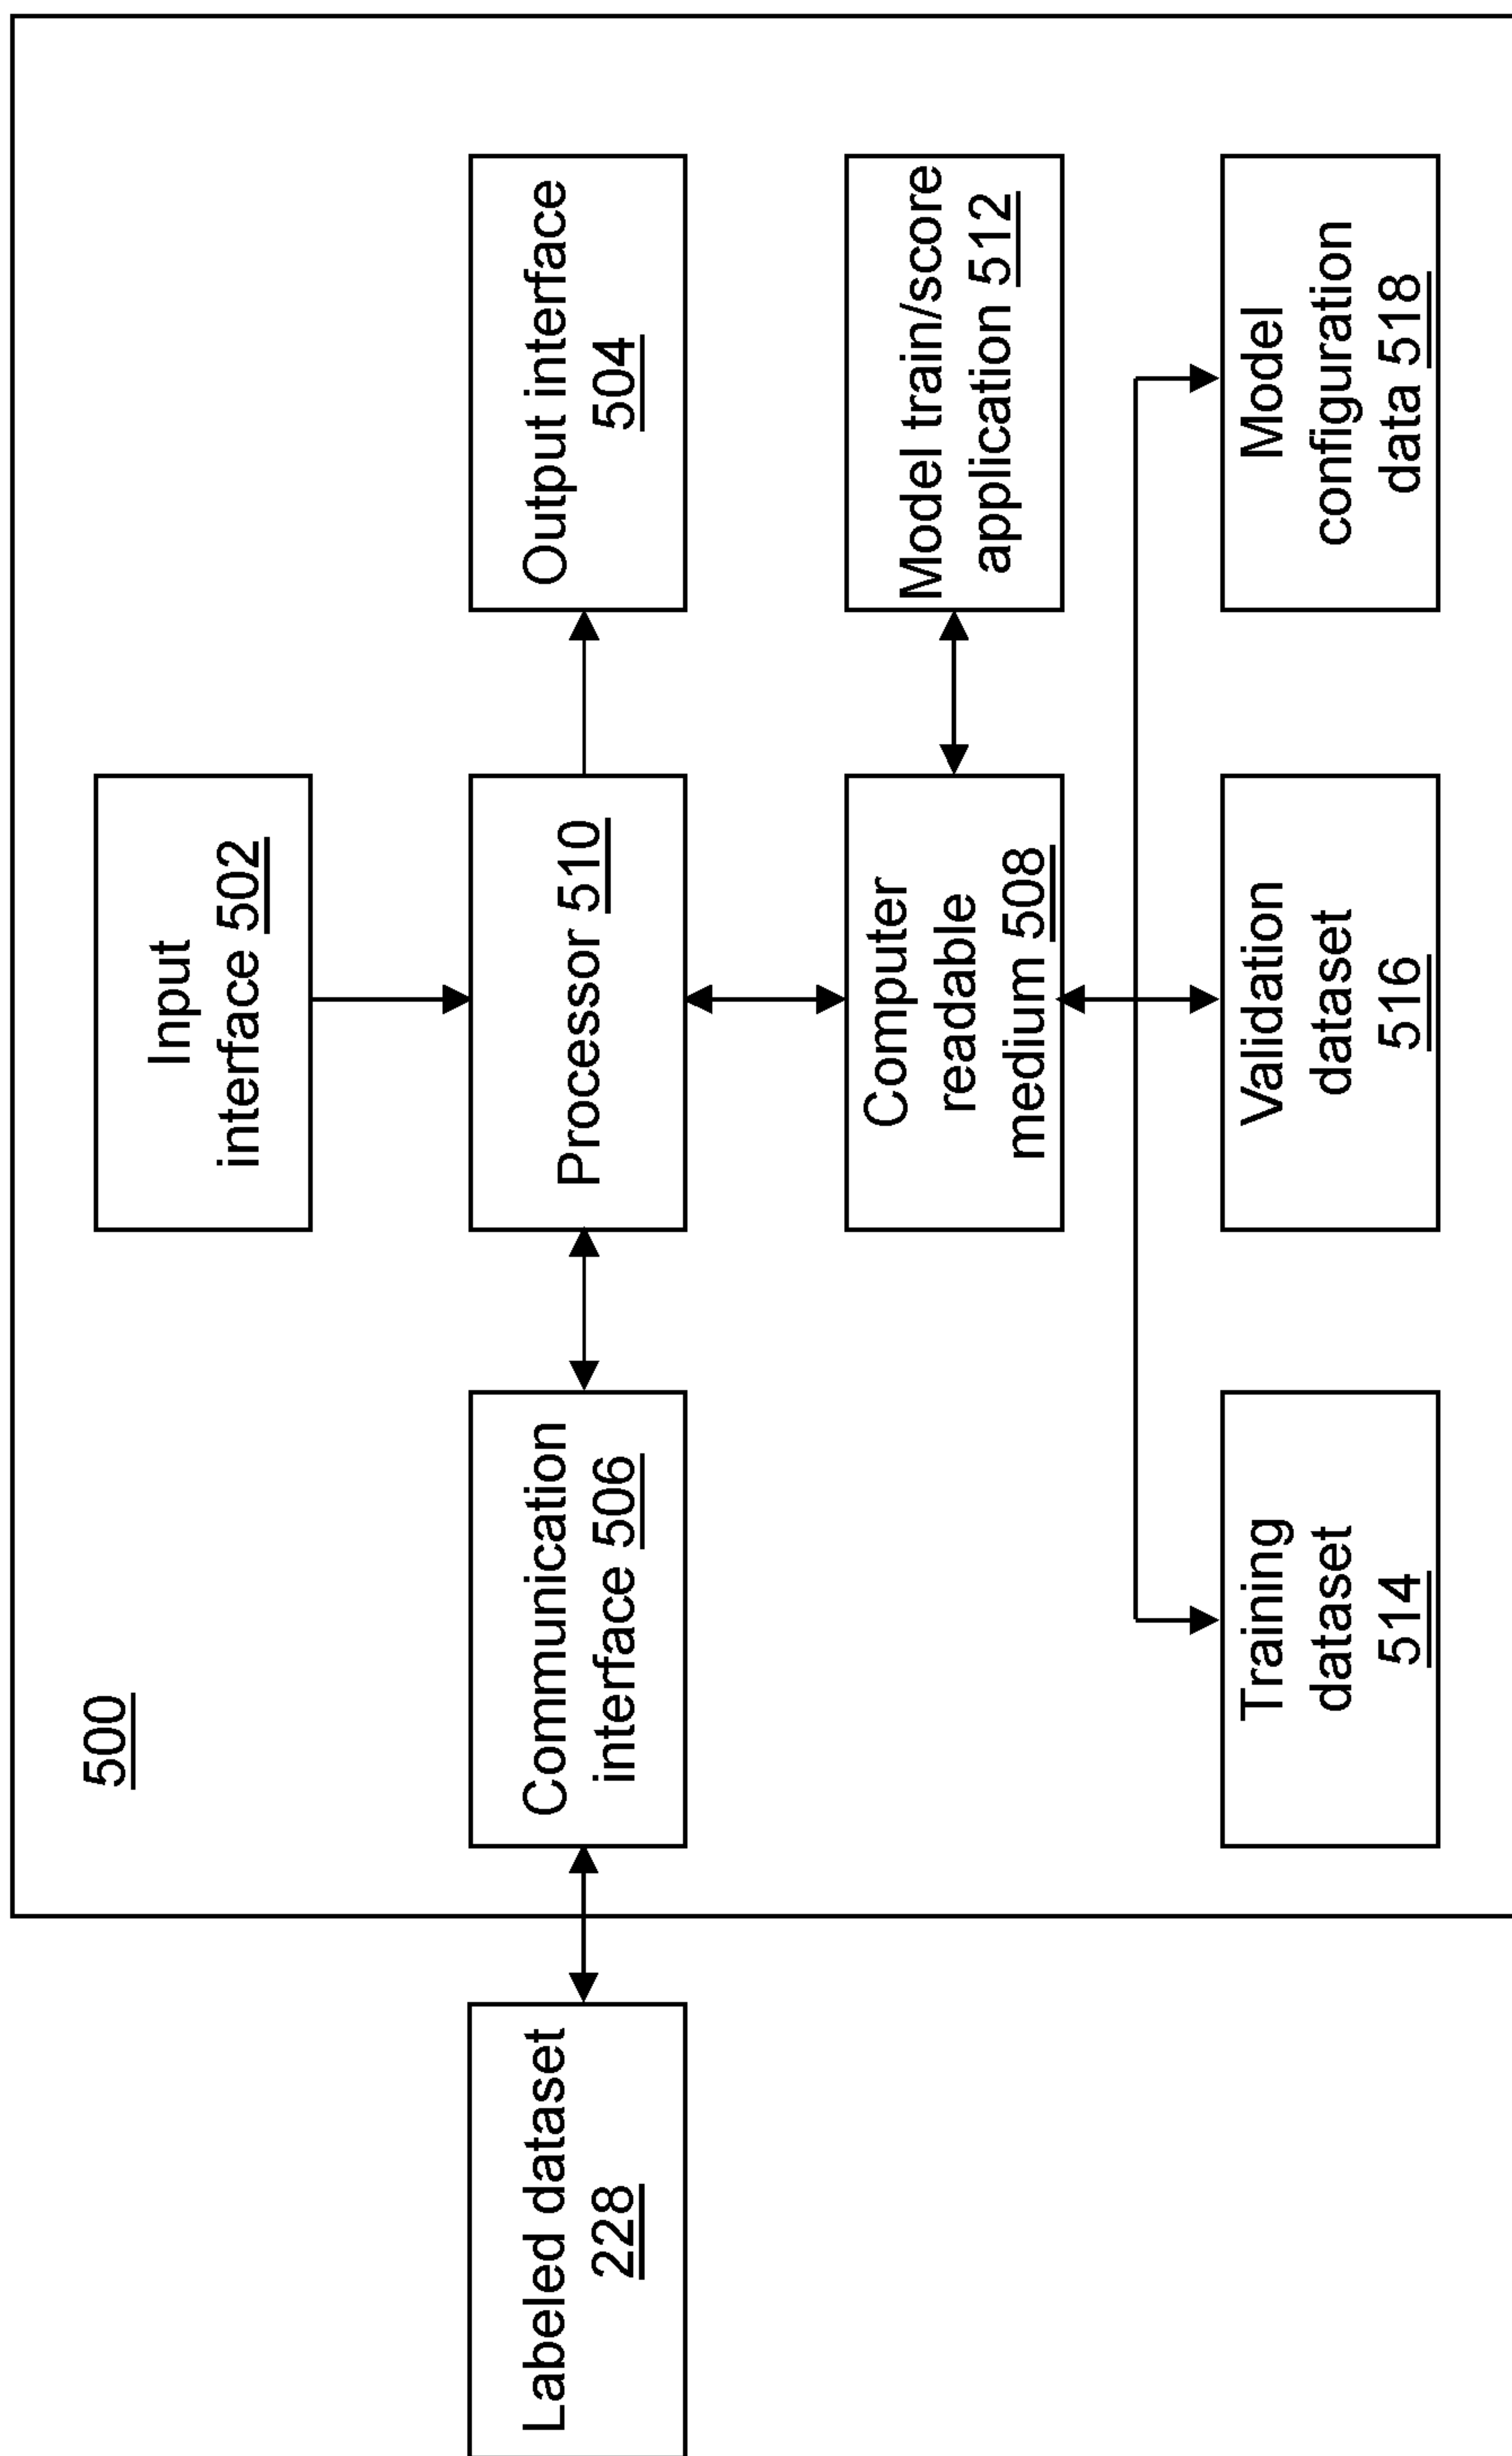 500
Input
interface 502
Labeled dataset
228
Communication
interface 506
Processor 510
Output interface
504
Computer
readable
medium 508
Model train/score
application 512
Training
dataset
514
Validation
dataset
516
Model
configuration
data 518